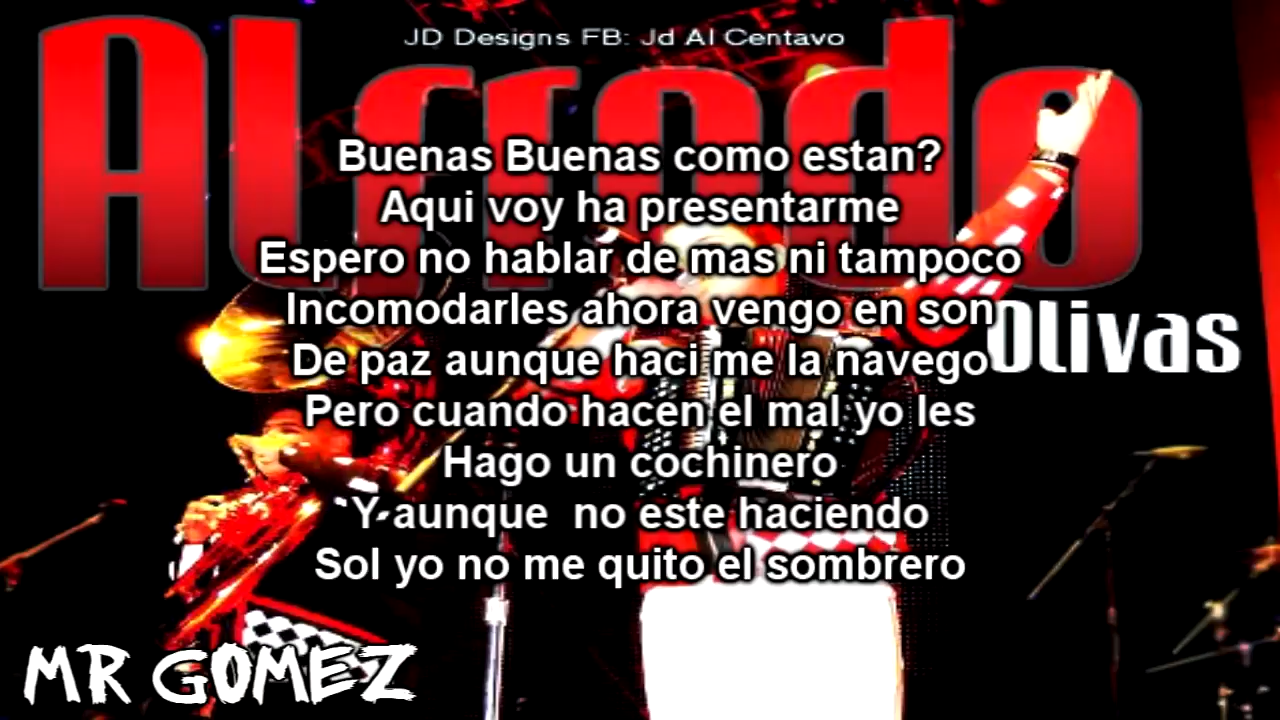 JD Designs FB: Jd Al Centavo
Alfredo
Olivas
Buenas Buenas como estan?
Aqui voy ha presentarme
Espero no hablar de mas ni tampoco
Incomodarles ahora vengo en son
De paz aunque haci me la navego
Pero cuando hacen el mal yo les
Hago un cochinero
Y aunque  no este haciendo
Sol yo no me quito el sombrero
MR GOMEZ